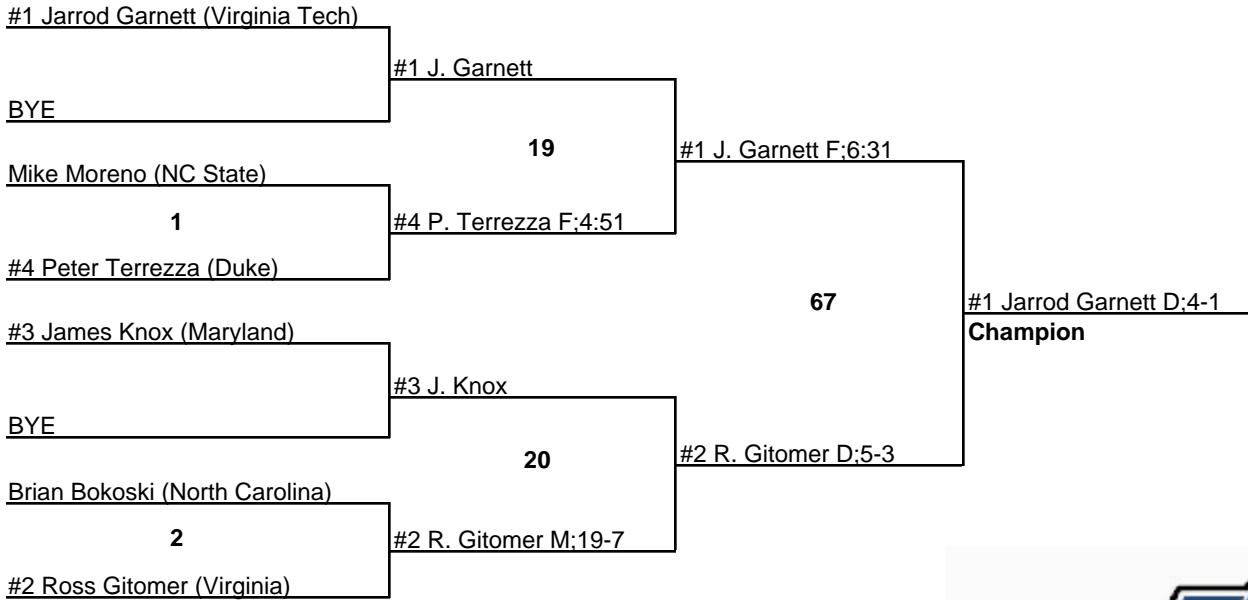 #1 Jarrod Garnett (Virginia Tech)
#1 J. Garnett
BYE
19
#1 J. Garnett F;6:31
Mike Moreno (NC State)
1
#4 P. Terrezza F;4:51
#4 Peter Terrezza (Duke)
67
#1 Jarrod Garnett D;4-1
Champion
#3 James Knox (Maryland)
#3 J. Knox
BYE
20
#2 R. Gitomer D;5-3
Brian Bokoski (North Carolina)
2
#2 R. Gitomer M;19-7
#2 Ross Gitomer (Virginia)